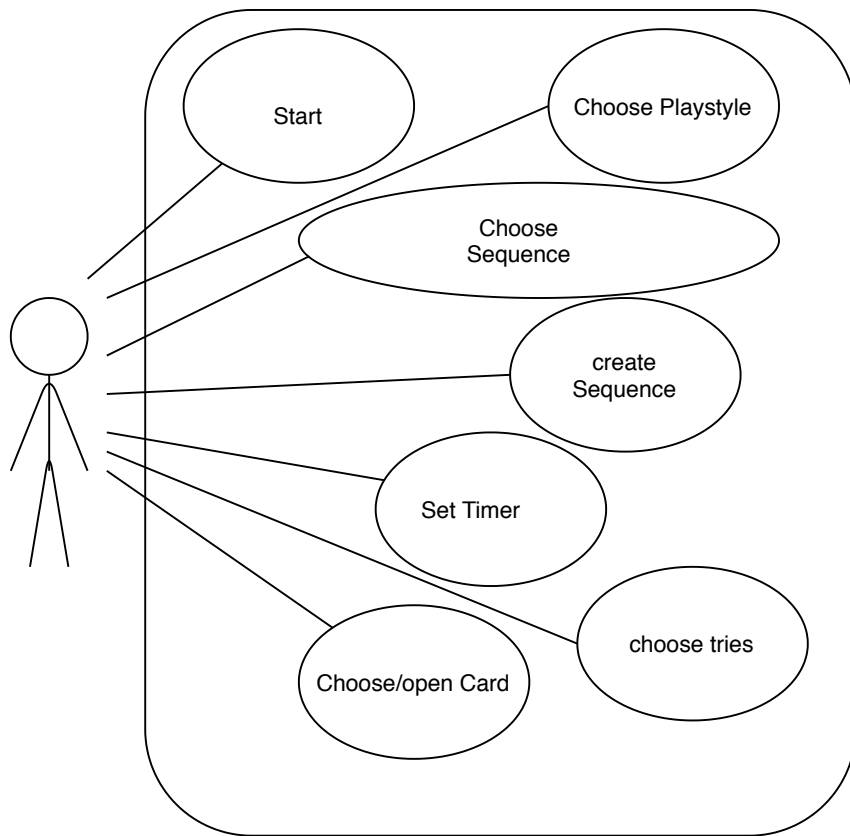 Start
Choose Playstyle
Choose
Sequence
create
Sequence
Set Timer
choose tries
Choose/open Card